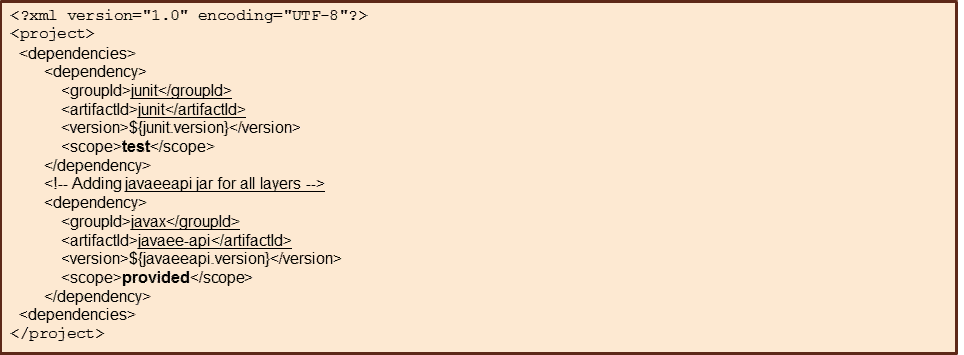 <?xml version="1.0" encoding="UTF-8"?>
<project>
<dependencies>
<dependency>
<groupId>junit</groupId>
<artifactId>junit</artifactId>
<version>${junit.version}</version>
<scope>test</scope>
</dependency>
<!-- Adding javaeeapi jar for all layers -->
<dependency>
<groupId>javax</groupId>
<artifactId>javaee-api</artifactId>
<version>${javaeeapi.version}</version>
<scope>provided</scope>
</dependency>
<dependencies>
</project>